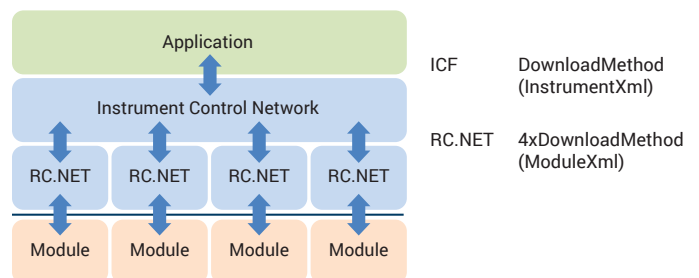 Application
Instrument Control Network
RC.NET RC.NET RC.NET RC.NET
Module Module Module Module
ICF DownloadMethod
(InstrumentXml)
RC.NET 4xDownloadMethod
(ModuleXml)